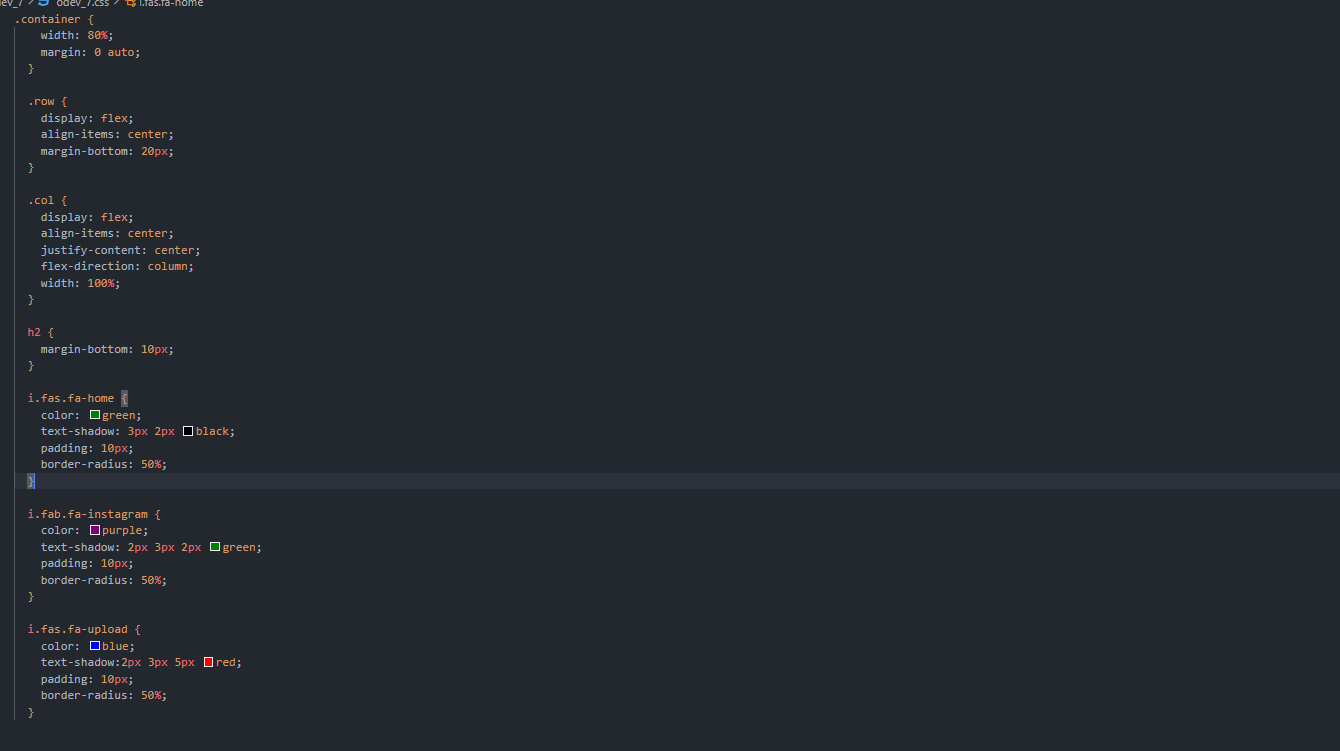 ev_7 > odev_7.css > i.fas.fa-home
.container {
width: 80%;
margin: 0 auto;
}
.row {
display: flex;
align-items: center;
margin-bottom: 20px;
}
.col {
display: flex;
align-items: center;
justify-content: center;
flex-direction: column;
width: 100%;
}
h2 {
margin-bottom: 10px;
}
i.fas.fa-home {
color: green;
text-shadow: 3px 2px black;
padding: 10px;
border-radius: 50%;
}
i.fab.fa-instagram {
color: purple;
text-shadow: 2px 3px 2px green;
padding: 10px;
border-radius: 50%;
}
i.fas.fa-upload {
color: blue;
text-shadow:2px 3px 5px red;
padding: 10px;
border-radius: 50%;
}